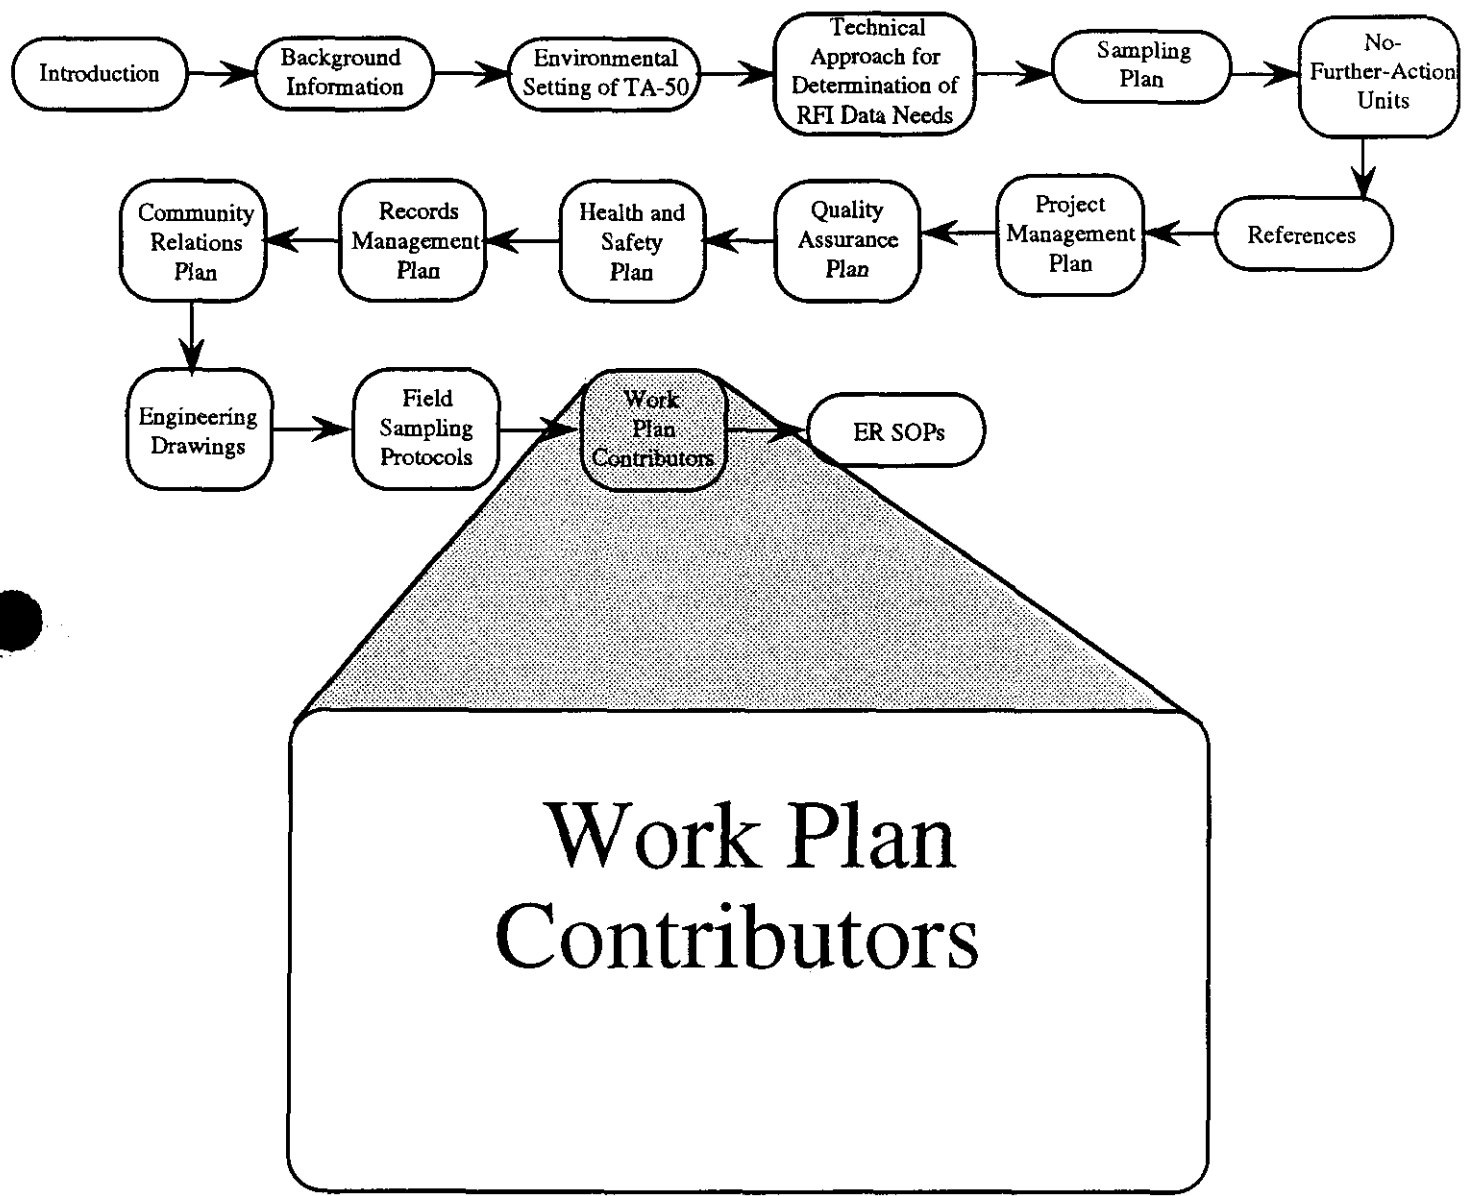 Introduction
Background
Information
Environmental
Setting of TA-50
Technical
Approach for
Determination of
RFI Data Needs
Sampling
Plan
No-
Further-Action
Units
Community
Relations
Plan
Records
Management
Plan
Health and
Safety
Plan
Quality
Assurance
Plan
Project
Management
Plan
References
Engineering
Drawings
Field
Sampling
Protocols
Work
Plan
Contributors
ER SOPs
Work Plan
Contributors